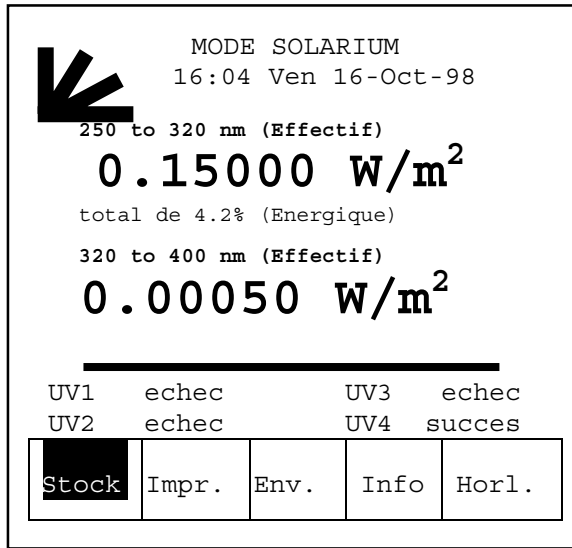 MODE SOLARIUM
16:04 Ven 16-Oct-98
250 to 320 nm (Effectif)
0.15000 W/m²
total de 4.2% (Energique)
320 to 400 nm (Effectif)
0.00050 W/m²
UV1 echec UV3 echec
UV2 echec UV4 succes
Stock Impr. Env. Info Horl.